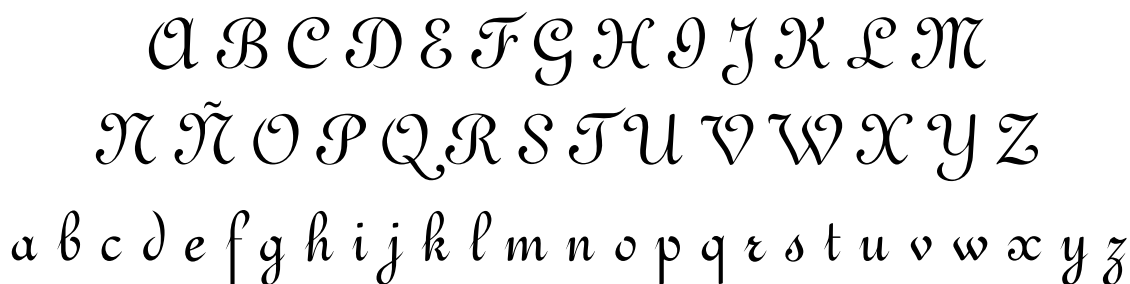 A B C D E F G H I J K L M
N Ñ O P Q R S T U V W X Y Z
a b c d e f g h i j k l m n o p q r s t u v w x y z